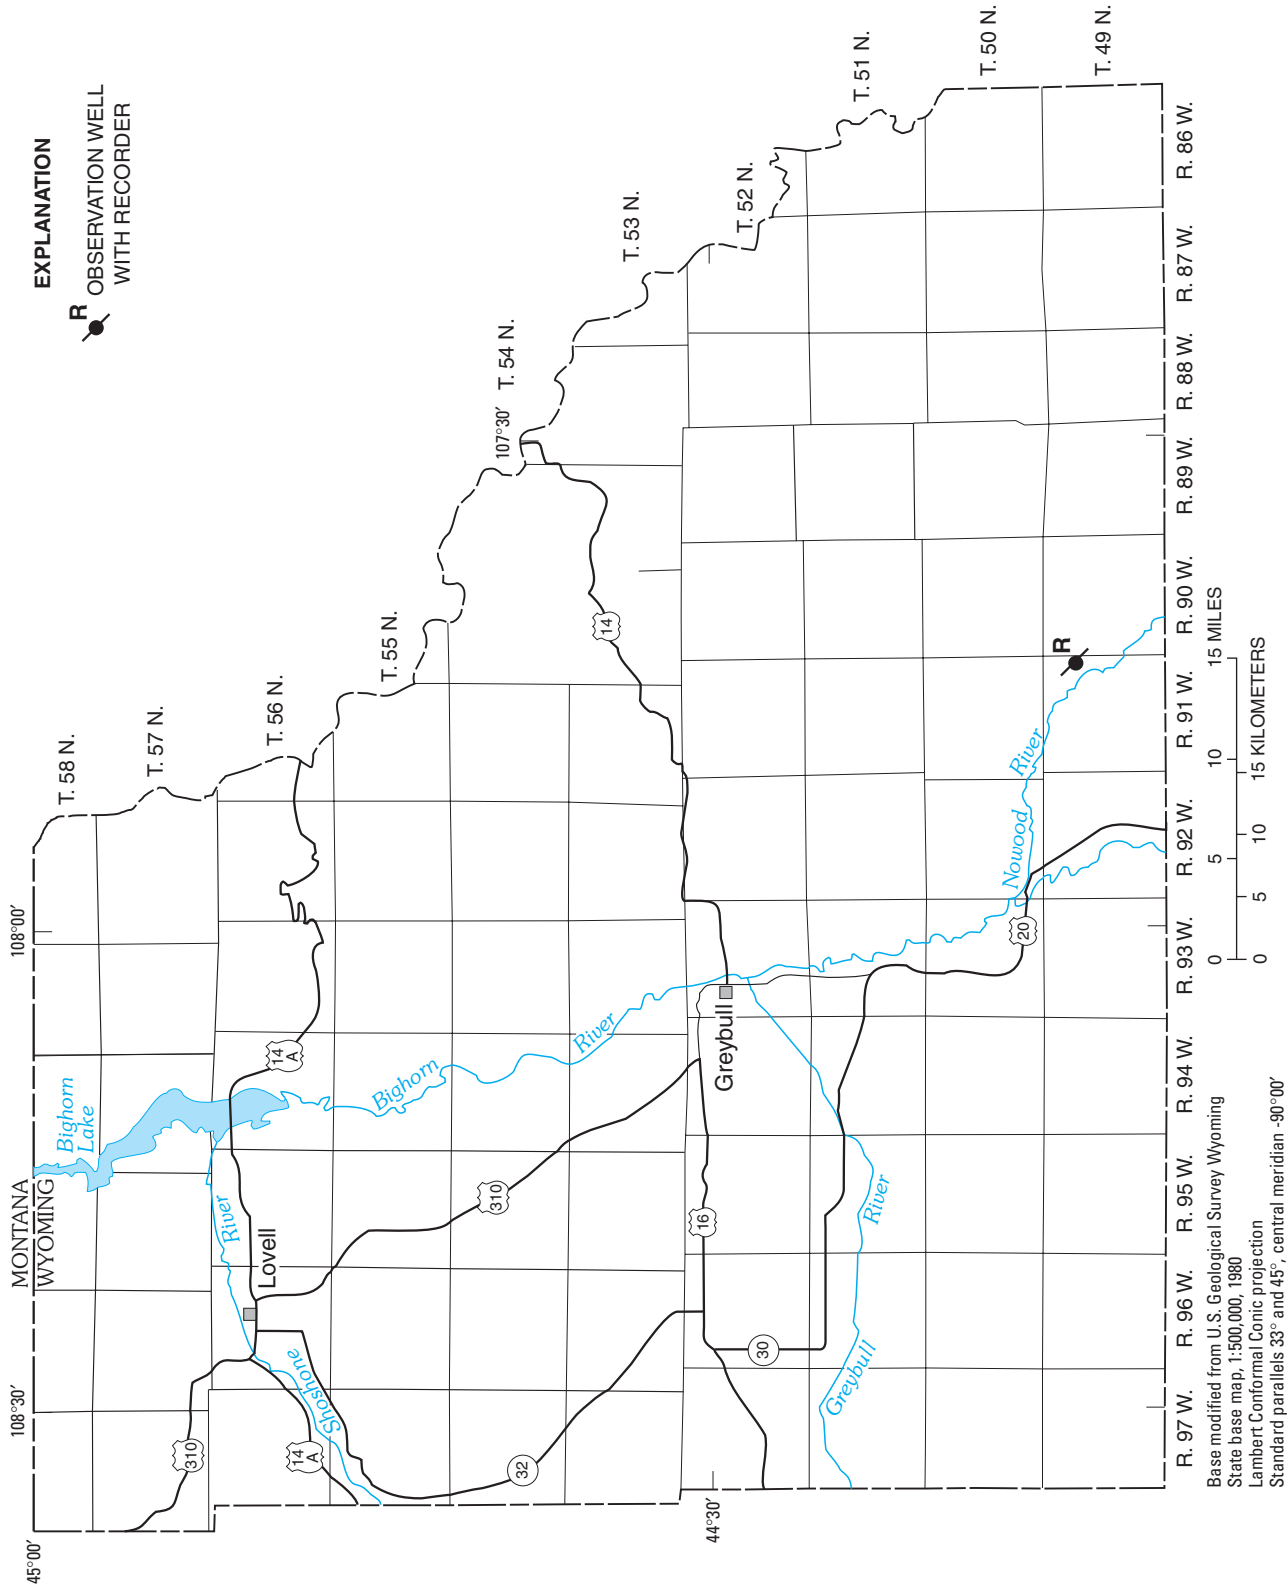 EXPLANATION
R
OBSERVATION WELL
WITH RECORDER
45°00′
108°30′
108°00′
107°30′
44°30′
MONTANA
WYOMING
T. 58 N.
T. 57 N.
T. 56 N.
T. 55 N.
T. 54 N.
T. 53 N.
T. 52 N.
T. 51 N.
T. 50 N.
T. 49 N.
Bighorn
Lake
310
14
A
Shoshone
River
Lovell
14
A
32
310
Bighorn
River
14
16
30
Greybull
Greybull
River
20
Nowood
River
R
R. 97 W.
R. 96 W.
R. 95 W.
R. 94 W.
R. 93 W.
R. 92 W.
R. 91 W.
R. 90 W.
R. 89 W.
R. 88 W.
R. 87 W.
R. 86 W.
0
5
10
15 MILES
0
5
10
15 KILOMETERS
Base modified from U.S. Geological Survey Wyoming
State base map, 1:500,000, 1980
Lambert Conformal Conic projection
Standard parallels 33° and 45°, central meridian -90°00′